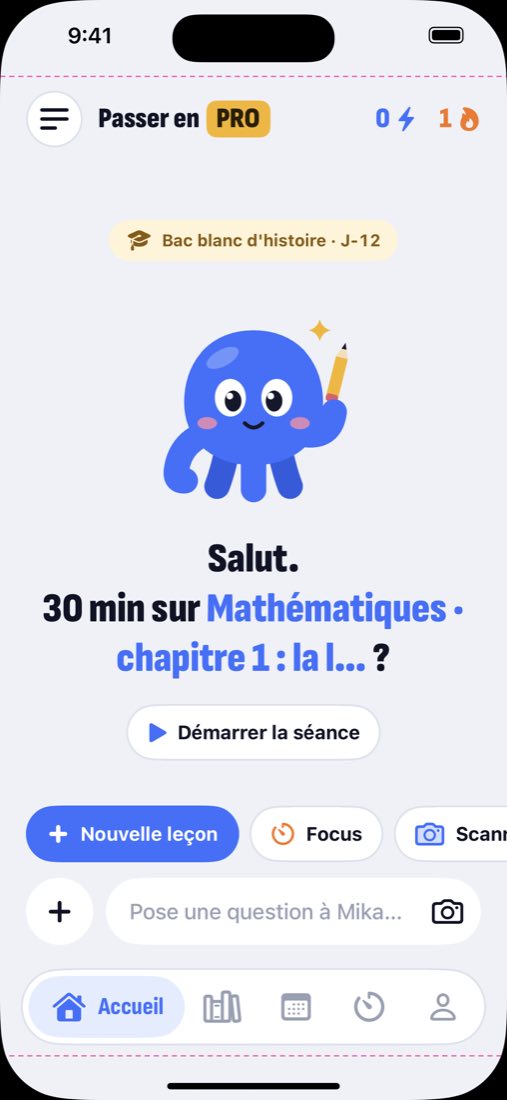 9:41
Passer en PRO
0 1
Bac blanc d'histoire · J-12
Salut.
30 min sur Mathématiques ·
chapitre 1 : la l... ?
Démarrer la séance
Nouvelle leçon
Focus
Scann
Pose une question à Mika...
Accueil